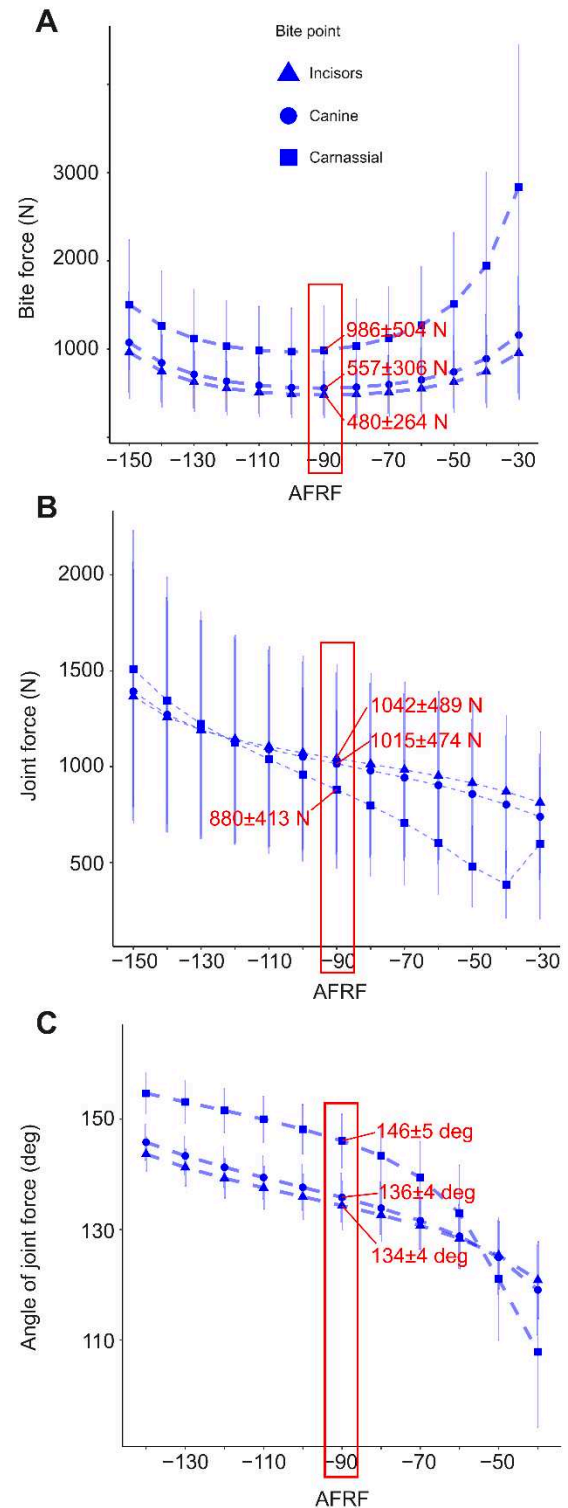 A
Bite point
Incisors
Canine
Carnassial
Bite force (N)
3000
2000
1000
986±504 N
557±306 N
480±264 N
−150 −130 −110 −90 −70 −50 −30
AFRF
B
Joint force (N)
2000
1500
1000
500
1042±489 N
1015±474 N
880±413 N
−150 −130 −110 −90 −70 −50 −30
AFRF
C
Angle of joint force (deg)
150
130
110
146±5 deg
136±4 deg
134±4 deg
−130 −110 −90 −70 −50
AFRF